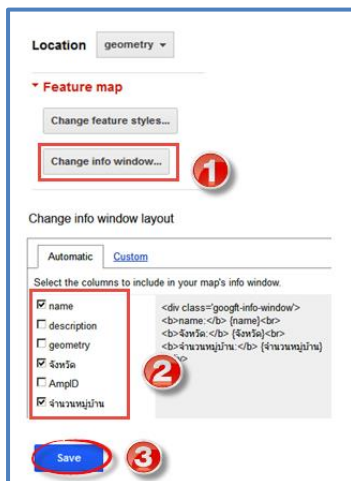 Location geometry
Feature map
Change feature styles...
Change info window...
1
Change info window layout
Automatic Custom
Select the columns to include in your map's info window.
name
description
geometry
จังหวัด
AmpID
จำนวนหมู่บ้าน
<div class='googft-info-window'>
<b>name:</b> {name}<br>
<b>จังหวัด:</b> {จังหวัด}<br>
<b>จำนวนหมู่บ้าน:</b> {จำนวนหมู่บ้าน}
2
Save
3